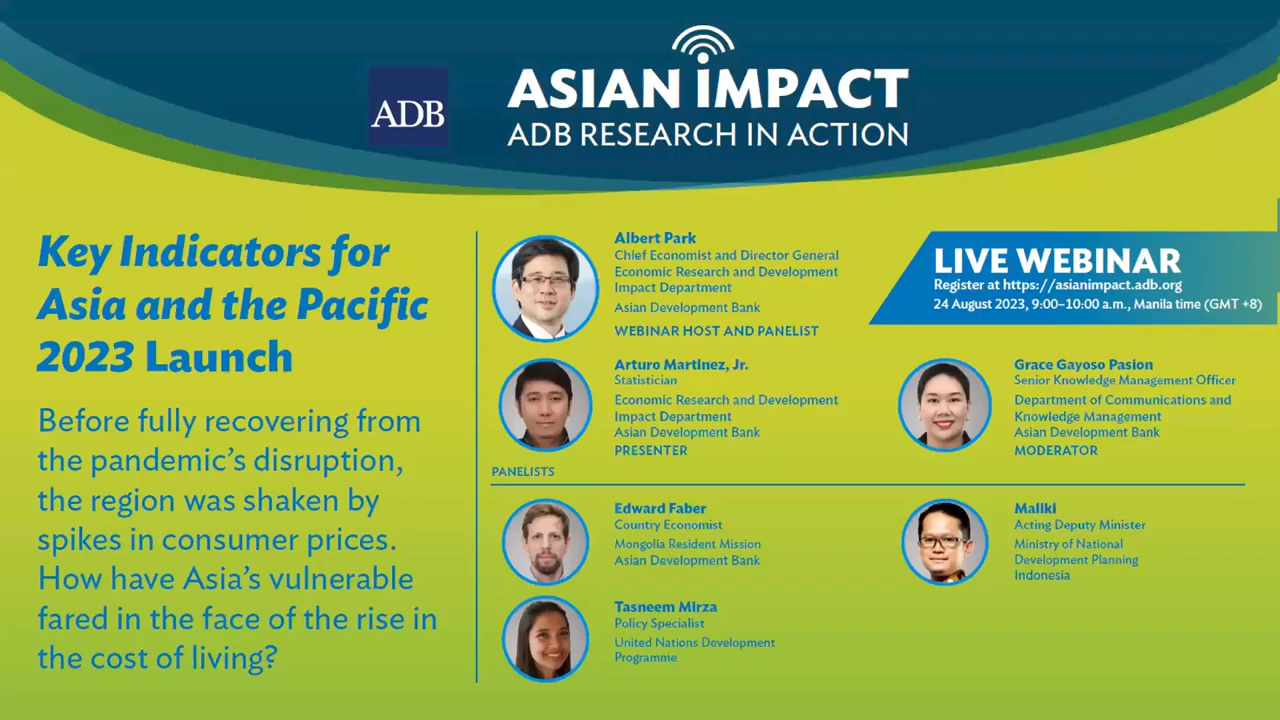 ADB
ASIAN IMPACT
ADB RESEARCH IN ACTION
Key Indicators for
Asia and the Pacific
2023 Launch
Before fully recovering from
the pandemic's disruption,
the region was shaken by
spikes in consumer prices.
How have Asia's vulnerable
fared in the face of the rise in
the cost of living?
Albert Park
Chief Economist and Director General
Economic Research and Development
Impact Department
Asian Development Bank
WEBINAR HOST AND PANELIST
LIVE WEBINAR
Register at https://asianimpact.adb.org
24 August 2023, 9:00–10:00 a.m., Manila time (GMT +8)
Arturo Martinez, Jr.
Statistician
Economic Research and Development
Impact Department
Asian Development Bank
PRESENTER
Grace Gayoso Pasion
Senior Knowledge Management Officer
Department of Communications and
Knowledge Management
Asian Development Bank
MODERATOR
PANELISTS
Edward Faber
Country Economist
Mongolia Resident Mission
Asian Development Bank
Maliki
Acting Deputy Minister
Ministry of National
Development Planning
Indonesia
Tasneem Mirza
Policy Specialist
United Nations Development
Programme